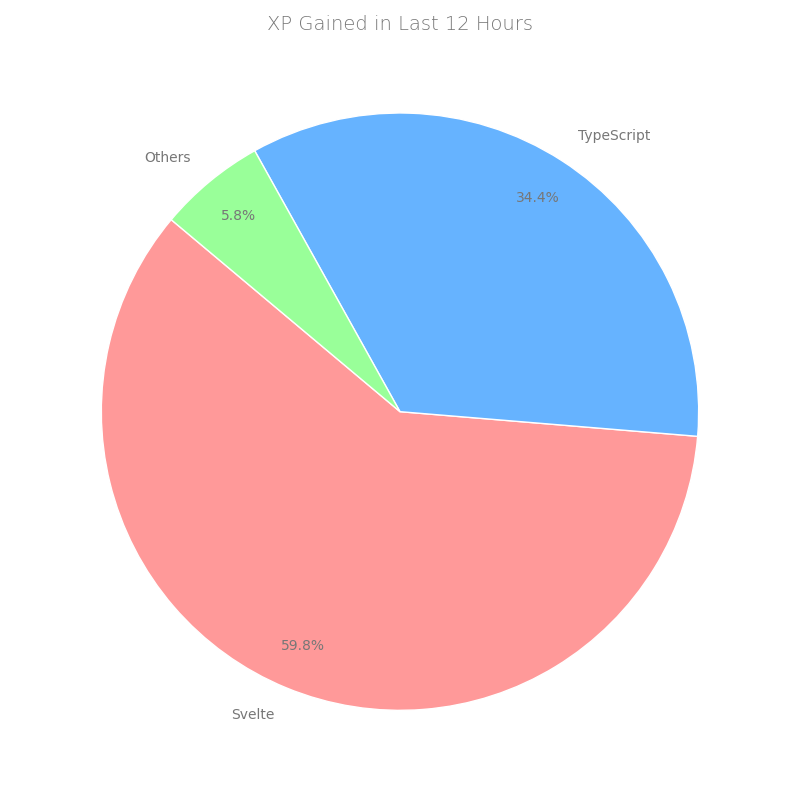 XP Gained in Last 12 Hours
TypeScript
Others
34.4%
5.8%
59.8%
Svelte